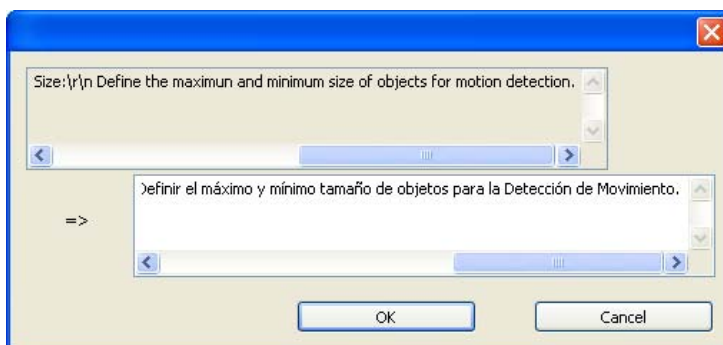 Size:\r\n Define the maximun and minimum size of objects for motion detection.
efinir el máximo y mínimo tamaño de objetos para la Detección de Movimiento.
=>
OK
Cancel